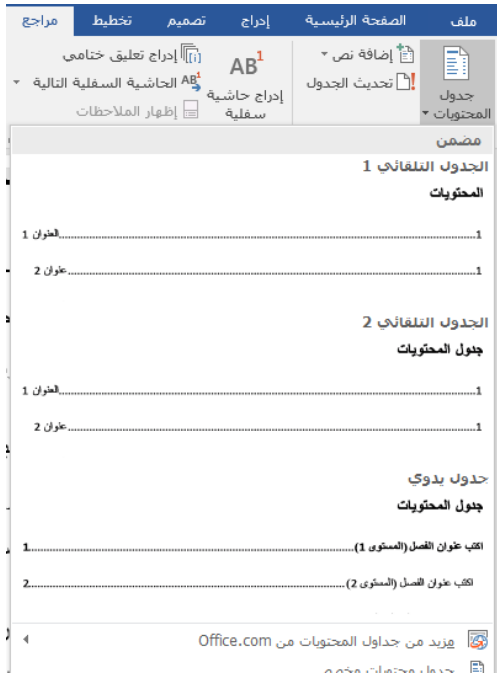 ملف الصفحة الرئيسية إدراج تصميم تخطيط مراجع
جدول المحتويات
إضافة نص
تحديث الجدول
AB1
إدراج حاشية سفلية
إدراج تعليق ختامي
الحاشية السفلية التالية
إظهار الملاحظات
مضمن
الجدول التلقائي 1
المحتويات
العنوان 1 ........ 1
عنوان 2 ........ 1
الجدول التلقائي 2
جدول المحتويات
العنوان 1 ........ 1
عنوان 2 ........ 1
جدول يدوي
جدول المحتويات
اكتب عنوان الفصل (المستوى 1) ........ 1
اكتب عنوان الفصل (المستوى 2) ........ 2
مزيد من جداول المحتويات من Office.com
جدول محتويات مخصص